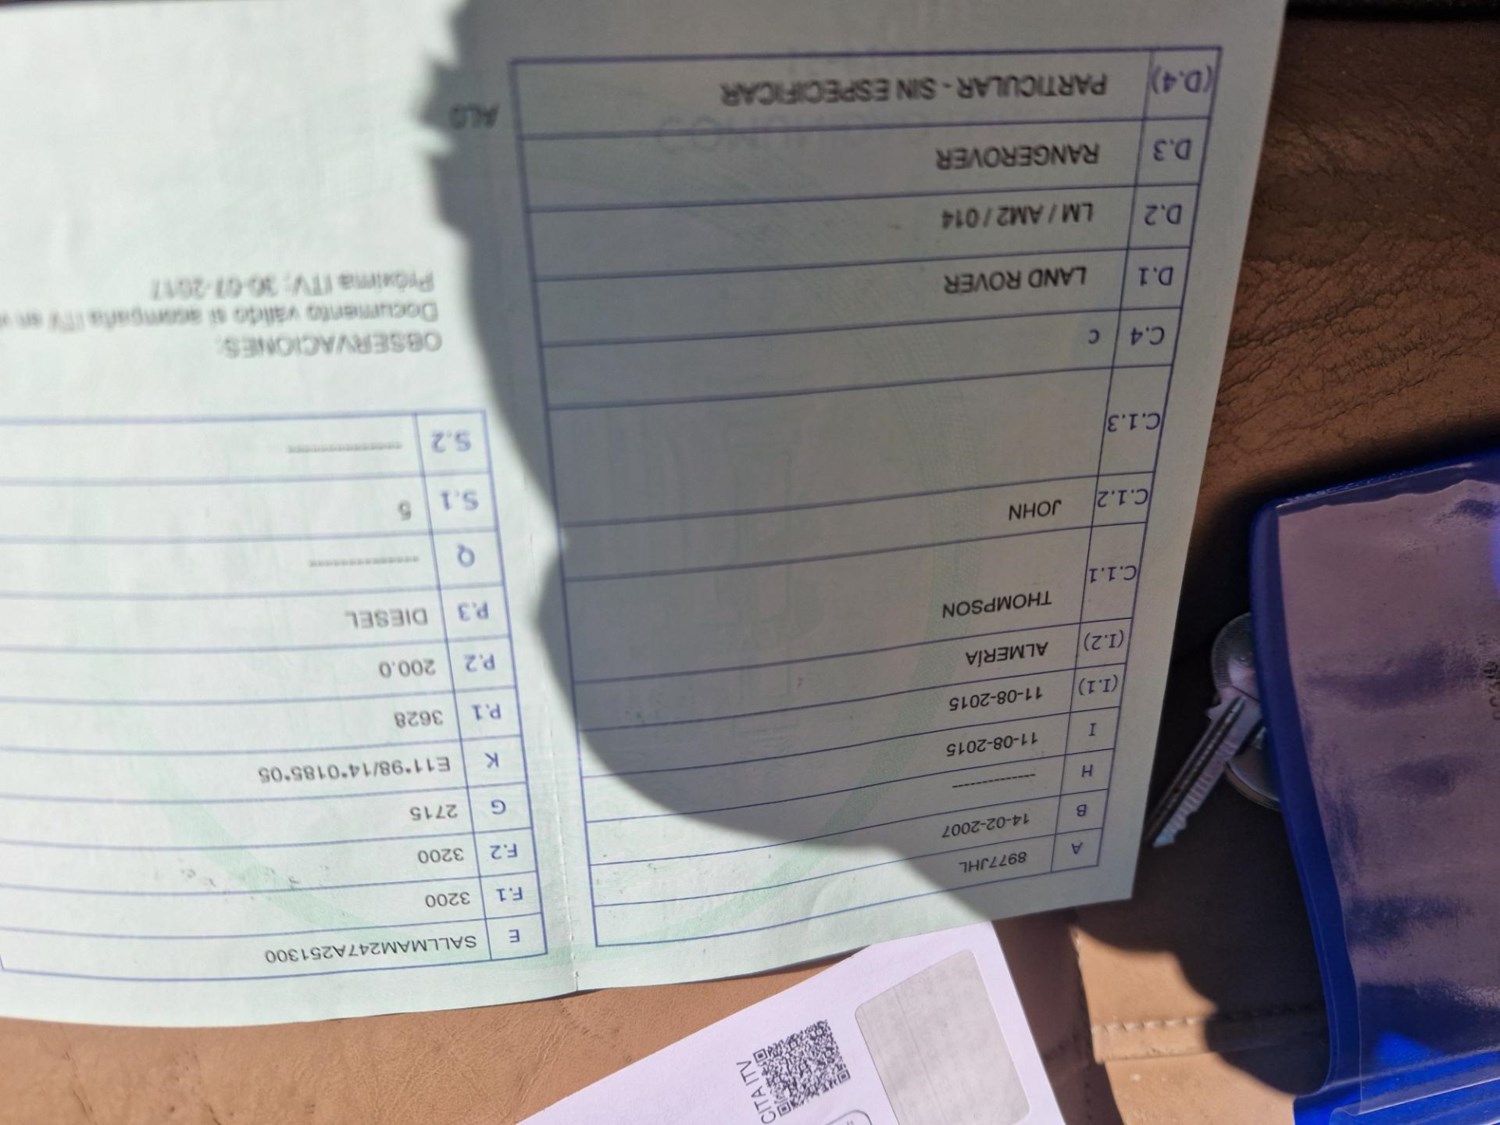 A 8977JHL
B 14-02-2007
H ------------
I 11-08-2015
(I.1) 11-08-2015
(I.2) ALMERÍA
C.1.1 THOMPSON
C.1.2 JOHN
C.1.3
C.4 c
D.1 LAND ROVER
D.2 LM / AM2 / 014
D.3 RANGEROVER
(D.4) PARTICULAR - SIN ESPECIFICAR
E SALLMAM247A251300
F.1 3200
F.2 3200
G 2715
K E11*98/14*0185*05
P.1 3628
P.2 200.0
P.3 DIESEL
Q ------------
S.1 5
S.2 ------------
OBSERVACIONES:
Documento válido si acompaña ITV en
Próxima ITV: 30-07-2017
ALG
CITA ITV